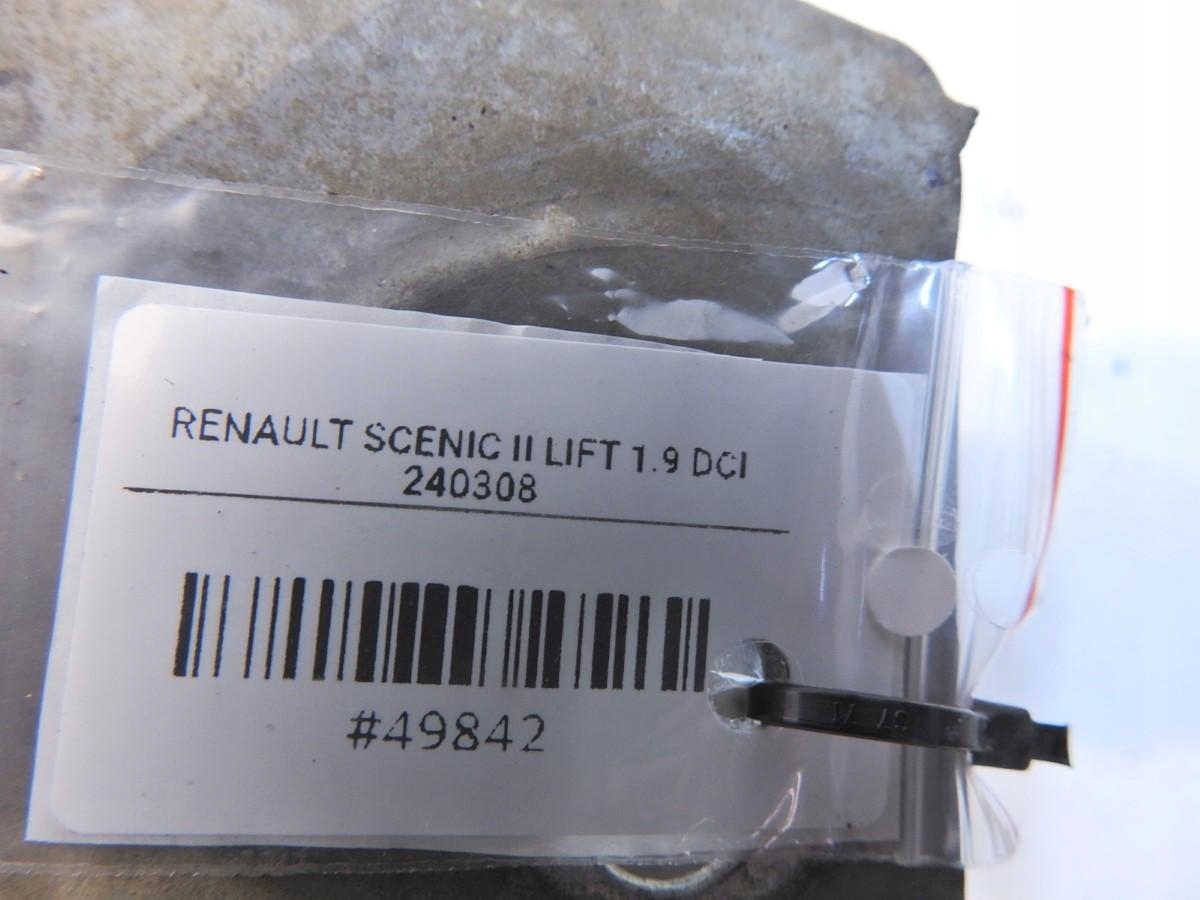 RENAULT SCENIC II LIFT 1.9 DCI
240308
#49842